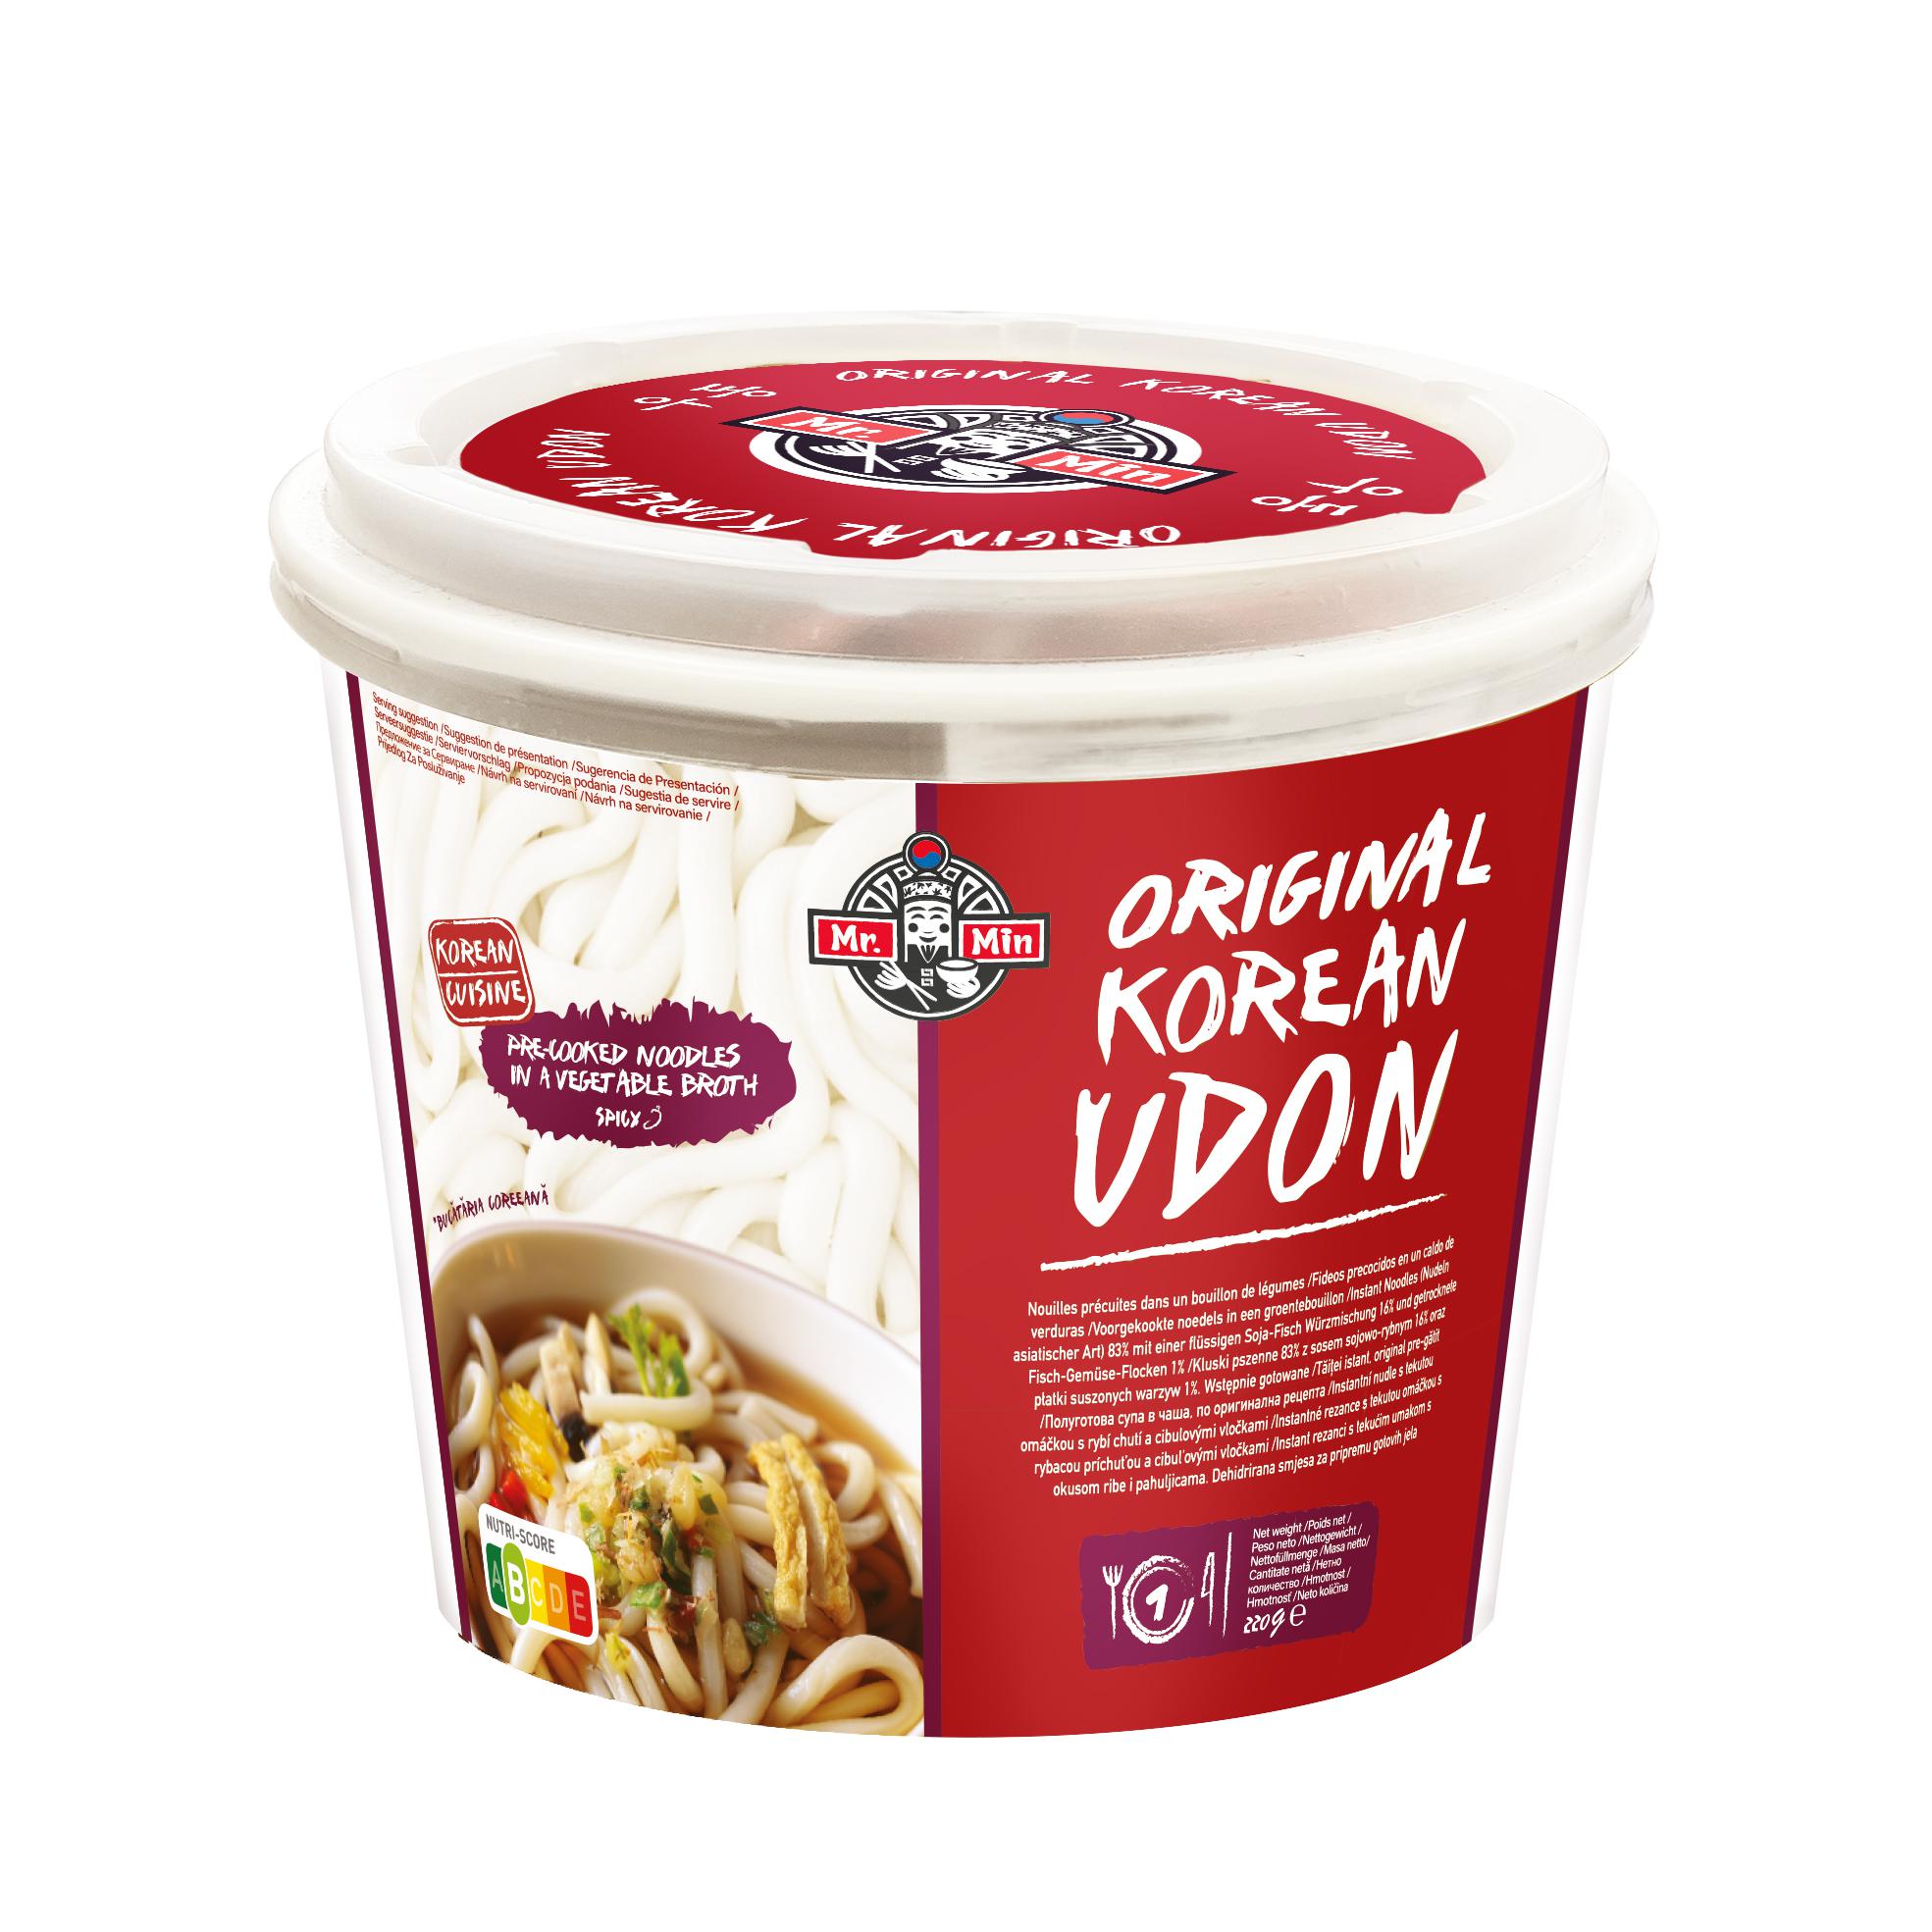 ORIGINAL KOREAN UDON
우동
Mr. Min
우동
ORIGINAL KOREAN UDON
Serving suggestion /Suggestion de présentation /Sugerencia de Presentación /
Serveersuggestie /Serviervorschlag /Propozycja podania /Sugestia de servire /
Предложение за Сервиране /Návrh na servirovaní /Návrh na servirovanie /
Prijedlog Za Posluživanje
Mr. Min
KOREAN
CUISINE
PRE-COOKED NOODLES
IN A VEGETABLE BROTH
SPICY
*BUCĂTĂRIA COREEANĂ
NUTRI-SCORE
A B C D E
ORIGINAL
KOREAN
UDON
Nouilles précuites dans un bouillon de légumes /Fideos precocidos en un caldo de
verduras /Voorgekookte noedels in een groentebouillon /Instant Noodles (Nudeln
asiatischer Art) 83% mit einer flüssigen Soja-Fisch Würzmischung 16% und getrocknete
Fisch-Gemüse-Flocken 1% /Kluski pszenne 83% z sosem sojowo-rybnym 16% oraz
płatki suszonych warzyw 1%. Wstępnie gotowane /Tăiței istant, original pre-gătit
/Полуготова супа в чаша, по оригинална рецепта /Instantní nudle s tekutou
omáčkou s rybí chutí a cibulovými vločkami /Instantné rezance s tekutou omáčkou s
rybacou príchuťou a cibuľovými vločkami /Instant rezanci s tekućim umakom s
okusom ribe i pahuljicama. Dehidrirana smjesa za pripremu gotovih jela
1
Net weight /Poids net /
Peso neto /Nettogewicht /
Nettofüllmenge /Masa netto/
Cantitate netă /Нетно
количество /Hmotnost /
Hmotnosť /Neto količina
220g e